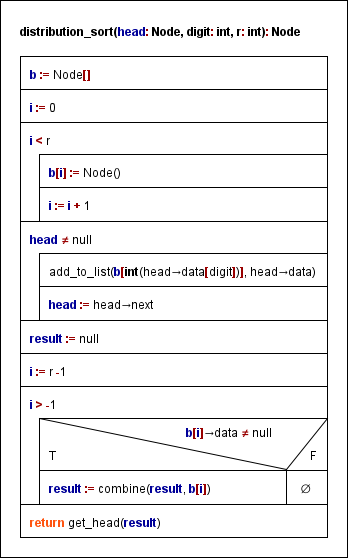 distribution_sort(head: Node, digit: int, r: int): Node
b := Node[]
i := 0
i < r
b[i] := Node()
i := i + 1
head ≠ null
add_to_list(b[int(head→data[digit])], head→data)
head := head→next
result := null
i := r -1
i > -1
b[i]→data ≠ null
T F
result := combine(result, b[i]) ∅
return get_head(result)